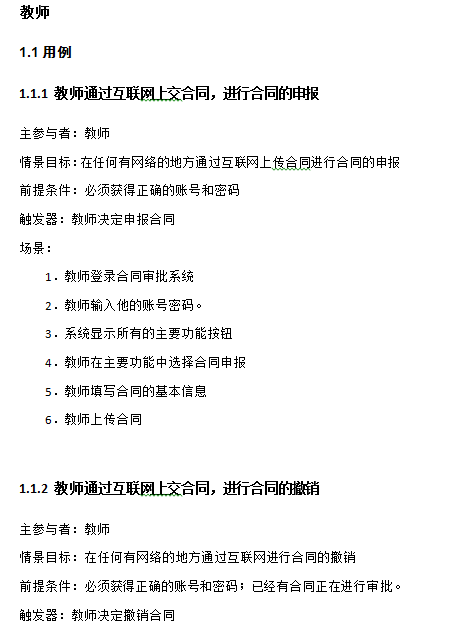 教师
1.1 用例
1.1.1 教师通过互联网上交合同，进行合同的申报
主参与者：教师
情景目标：在任何有网络的地方通过互联网上传合同进行合同的申报
前提条件：必须获得正确的账号和密码
触发器：教师决定申报合同
场景：
1．教师登录合同审批系统
2．教师输入他的账号密码。
3．系统显示所有的主要功能按钮
4．教师在主要功能中选择合同申报
5．教师填写合同的基本信息
6．教师上传合同
1.1.2 教师通过互联网上交合同，进行合同的撤销
主参与者：教师
情景目标：在任何有网络的地方通过互联网进行合同的撤销
前提条件：必须获得正确的账号和密码；已经有合同正在进行审批。
触发器：教师决定撤销合同